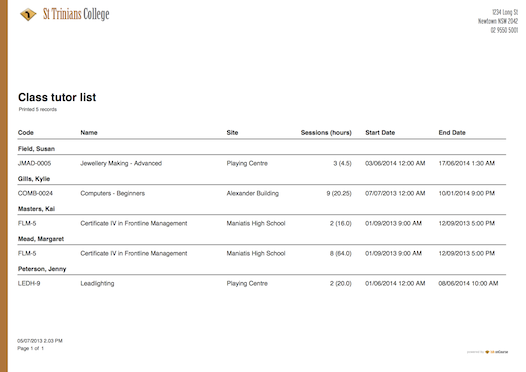 St Trinians College
1234 Long St
Newtown NSW 2042
02 9550 5001
Class tutor list
Printed 5 records
Code Name Site Sessions (hours) Start Date End Date
Field, Susan
JMAD-0005 Jewellery Making - Advanced Playing Centre 3 (4.5) 03/06/2014 12:00 AM 17/06/2014 1:30 AM
Gills, Kylie
COMB-0024 Computers - Beginners Alexander Building 9 (20.25) 07/07/2013 12:00 AM 10/01/2014 9:00 PM
Masters, Kai
FLM-5 Certificate IV in Frontline Management Maniatis High School 2 (16.0) 01/09/2013 9:00 AM 12/09/2013 5:00 PM
Mead, Margaret
FLM-5 Certificate IV in Frontline Management Maniatis High School 8 (64.0) 01/09/2013 9:00 AM 12/09/2013 5:00 PM
Peterson, Jenny
LEDH-9 Leadlighting Playing Centre 2 (20.0) 01/06/2014 12:00 AM 08/06/2014 10:00 AM
05/07/2013 2.03 PM
Page 1 of 1